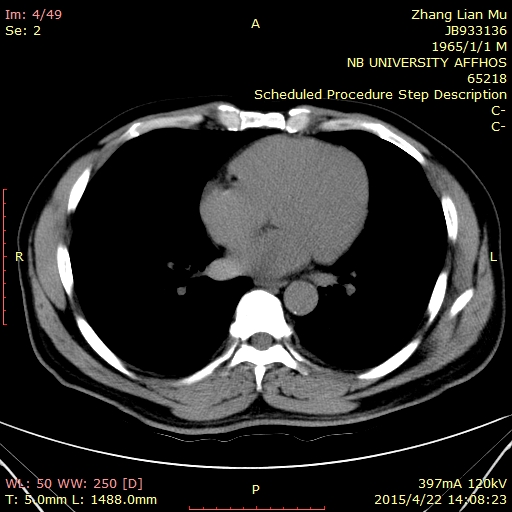 Im: 4/49
Se: 2
A
Zhang Lian Mu
JB933136
1965/1/1 M
NB UNIVERSITY AFFHOS
65218
Scheduled Procedure Step Description
C-
C-
R
L
WL: 50 WW: 250 [D]
T: 5.0mm L: 1488.0mm
P
397mA 120kV
2015/4/22 14:08:23